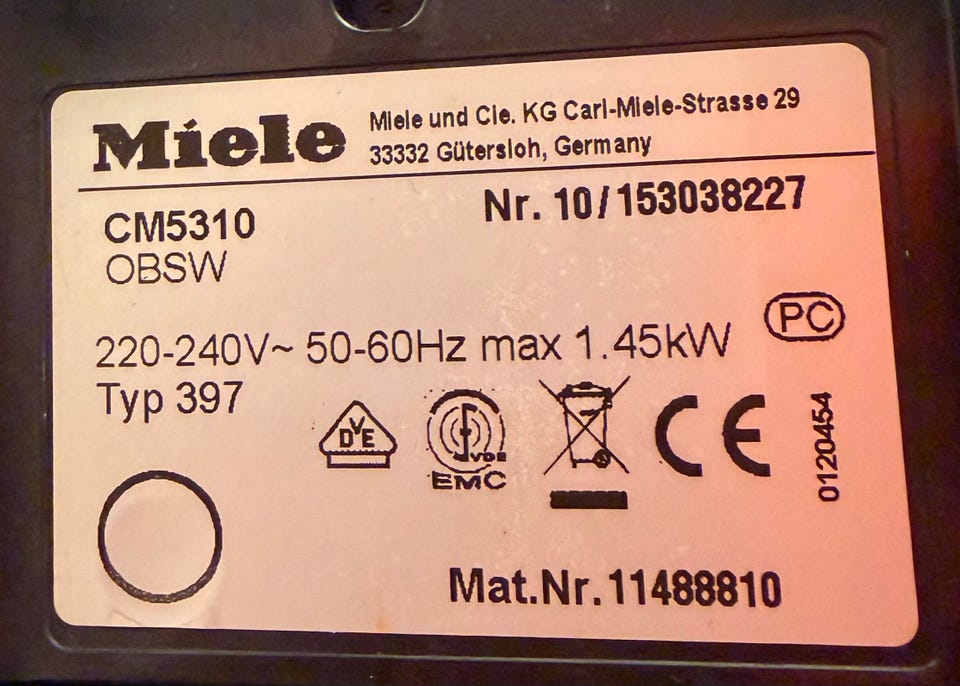 Miele
Miele und Cie. KG Carl-Miele-Strasse 29
33332 Gütersloh, Germany
CM5310
Nr. 10/153038227
OBSW
PC
220-240V~ 50-60Hz max 1.45kW
Typ 397
VDE
VDE
EMC
CE
0120454
Mat.Nr.11488810